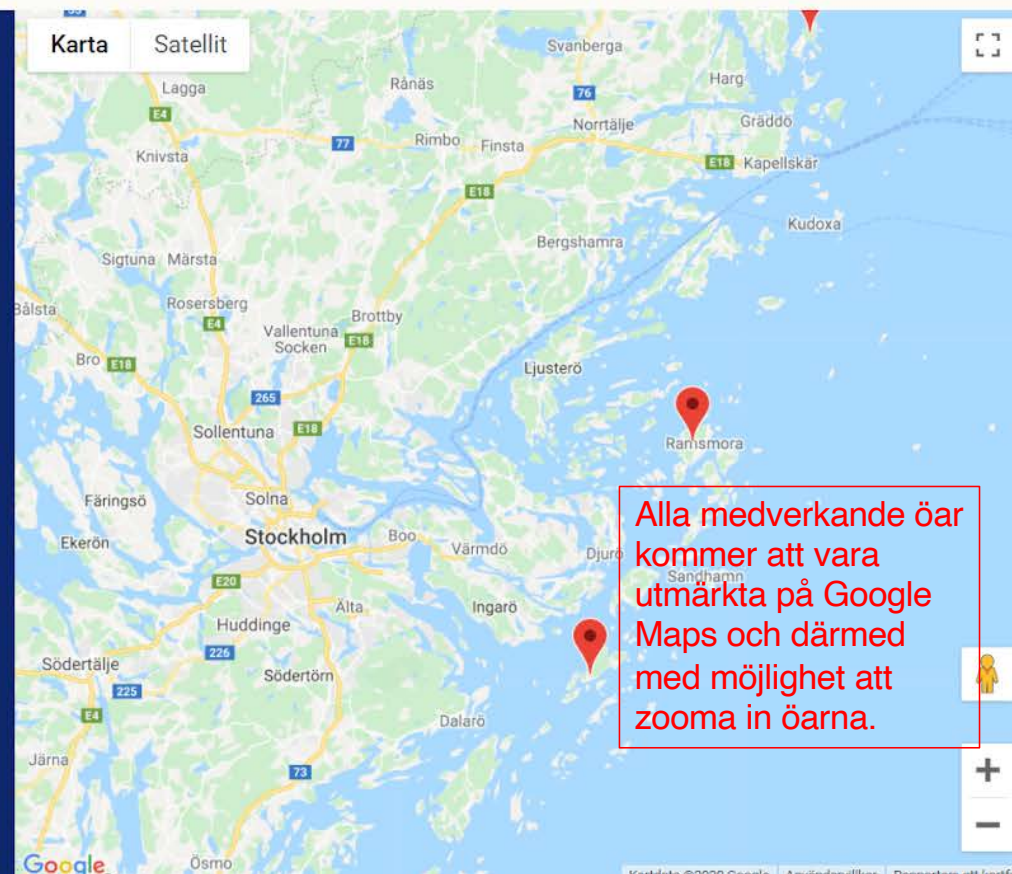 Karta Satellit
Svanberga
Lagga
Rånäs
Harg
76
E4
Norrtälje
Gräddö
77
Rimbo
Finsta
Knivsta
E18
Kapellskär
E18
Kudoxa
Bergshamra
Sigtuna
Märsta
Rosersberg
Bålsta
Brottby
E4
Vallentuna
Socken
E18
Bro
E18
Ljusterö
265
Sollentuna
E18
Ramsmora
Färingsö
Solna
Stockholm
Boo
Ekerön
Värmdö
Djurö
Sandhamn
Alla medverkande öar
kommer att vara
utmärkta på Google
Maps och därmed
med möjlighet att
zooma in öarna.
E20
Älta
Ingarö
Huddinge
226
Södertälje
Södertörn
225
E4
Dalarö
Järna
73
Ösmo
Google